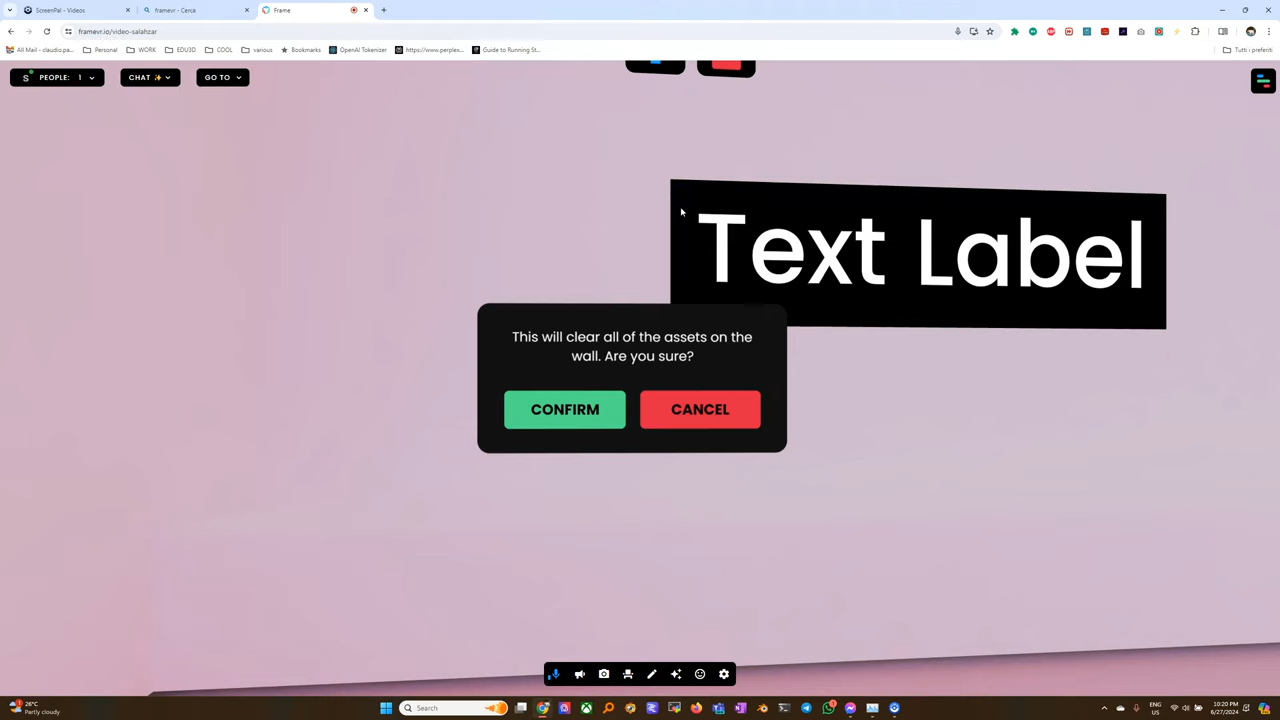 ScreenPal - Videos
framevr - Cerca
Frame
framevr.io/video-salahzar
All Mail - claudio.pa...
Personal
WORK
EDU3D
COOL
various
Bookmarks
OpenAI Tokenizer
https://www.perplex...
Guide to Running St...
Tutti i preferiti
S PEOPLE: 1
CHAT ✨
GO TO
Text Label
This will clear all of the assets on the
wall. Are you sure?
CONFIRM
CANCEL
26°C
Partly cloudy
Search
ENG
US
10:20 PM
6/27/2024